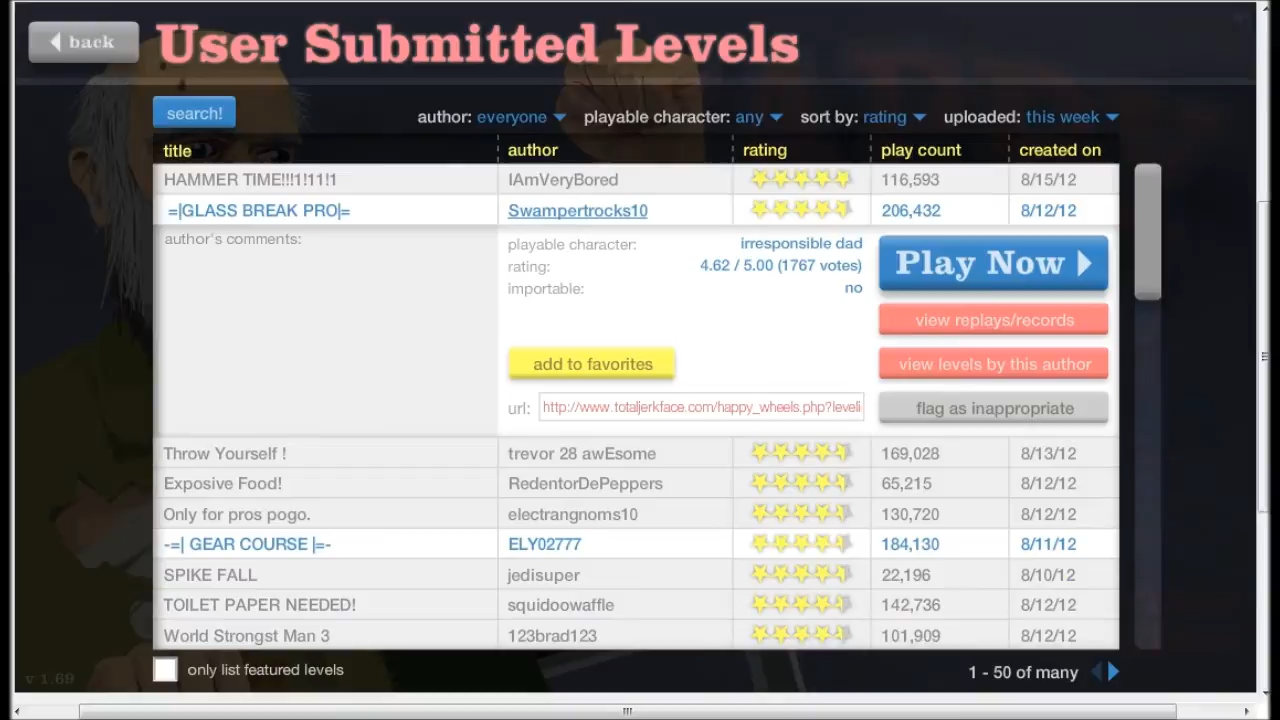 back
User Submitted Levels
search!
author: everyone playable character: any sort by: rating uploaded: this week
title author rating play count created on
HAMMER TIME!!!1!11!1 IAmVeryBored 116,593 8/15/12
=|GLASS BREAK PRO|= Swampertrocks10 206,432 8/12/12
author's comments:
playable character: irresponsible dad
rating: 4.62 / 5.00 (1767 votes)
importable: no
Play Now
view replays/records
add to favorites
view levels by this author
url: http://www.totaljerkface.com/happy_wheels.php?leveli
flag as inappropriate
Throw Yourself ! trevor 28 awEsome 169,028 8/13/12
Exposive Food! RedentorDePeppers 65,215 8/12/12
Only for pros pogo. electrangnoms10 130,720 8/12/12
-=| GEAR COURSE |=- ELY02777 184,130 8/11/12
SPIKE FALL jedisuper 22,196 8/10/12
TOILET PAPER NEEDED! squidoowaffle 142,736 8/12/12
World Strongst Man 3 123brad123 101,909 8/12/12
only list featured levels
1 - 50 of many
v 1.69